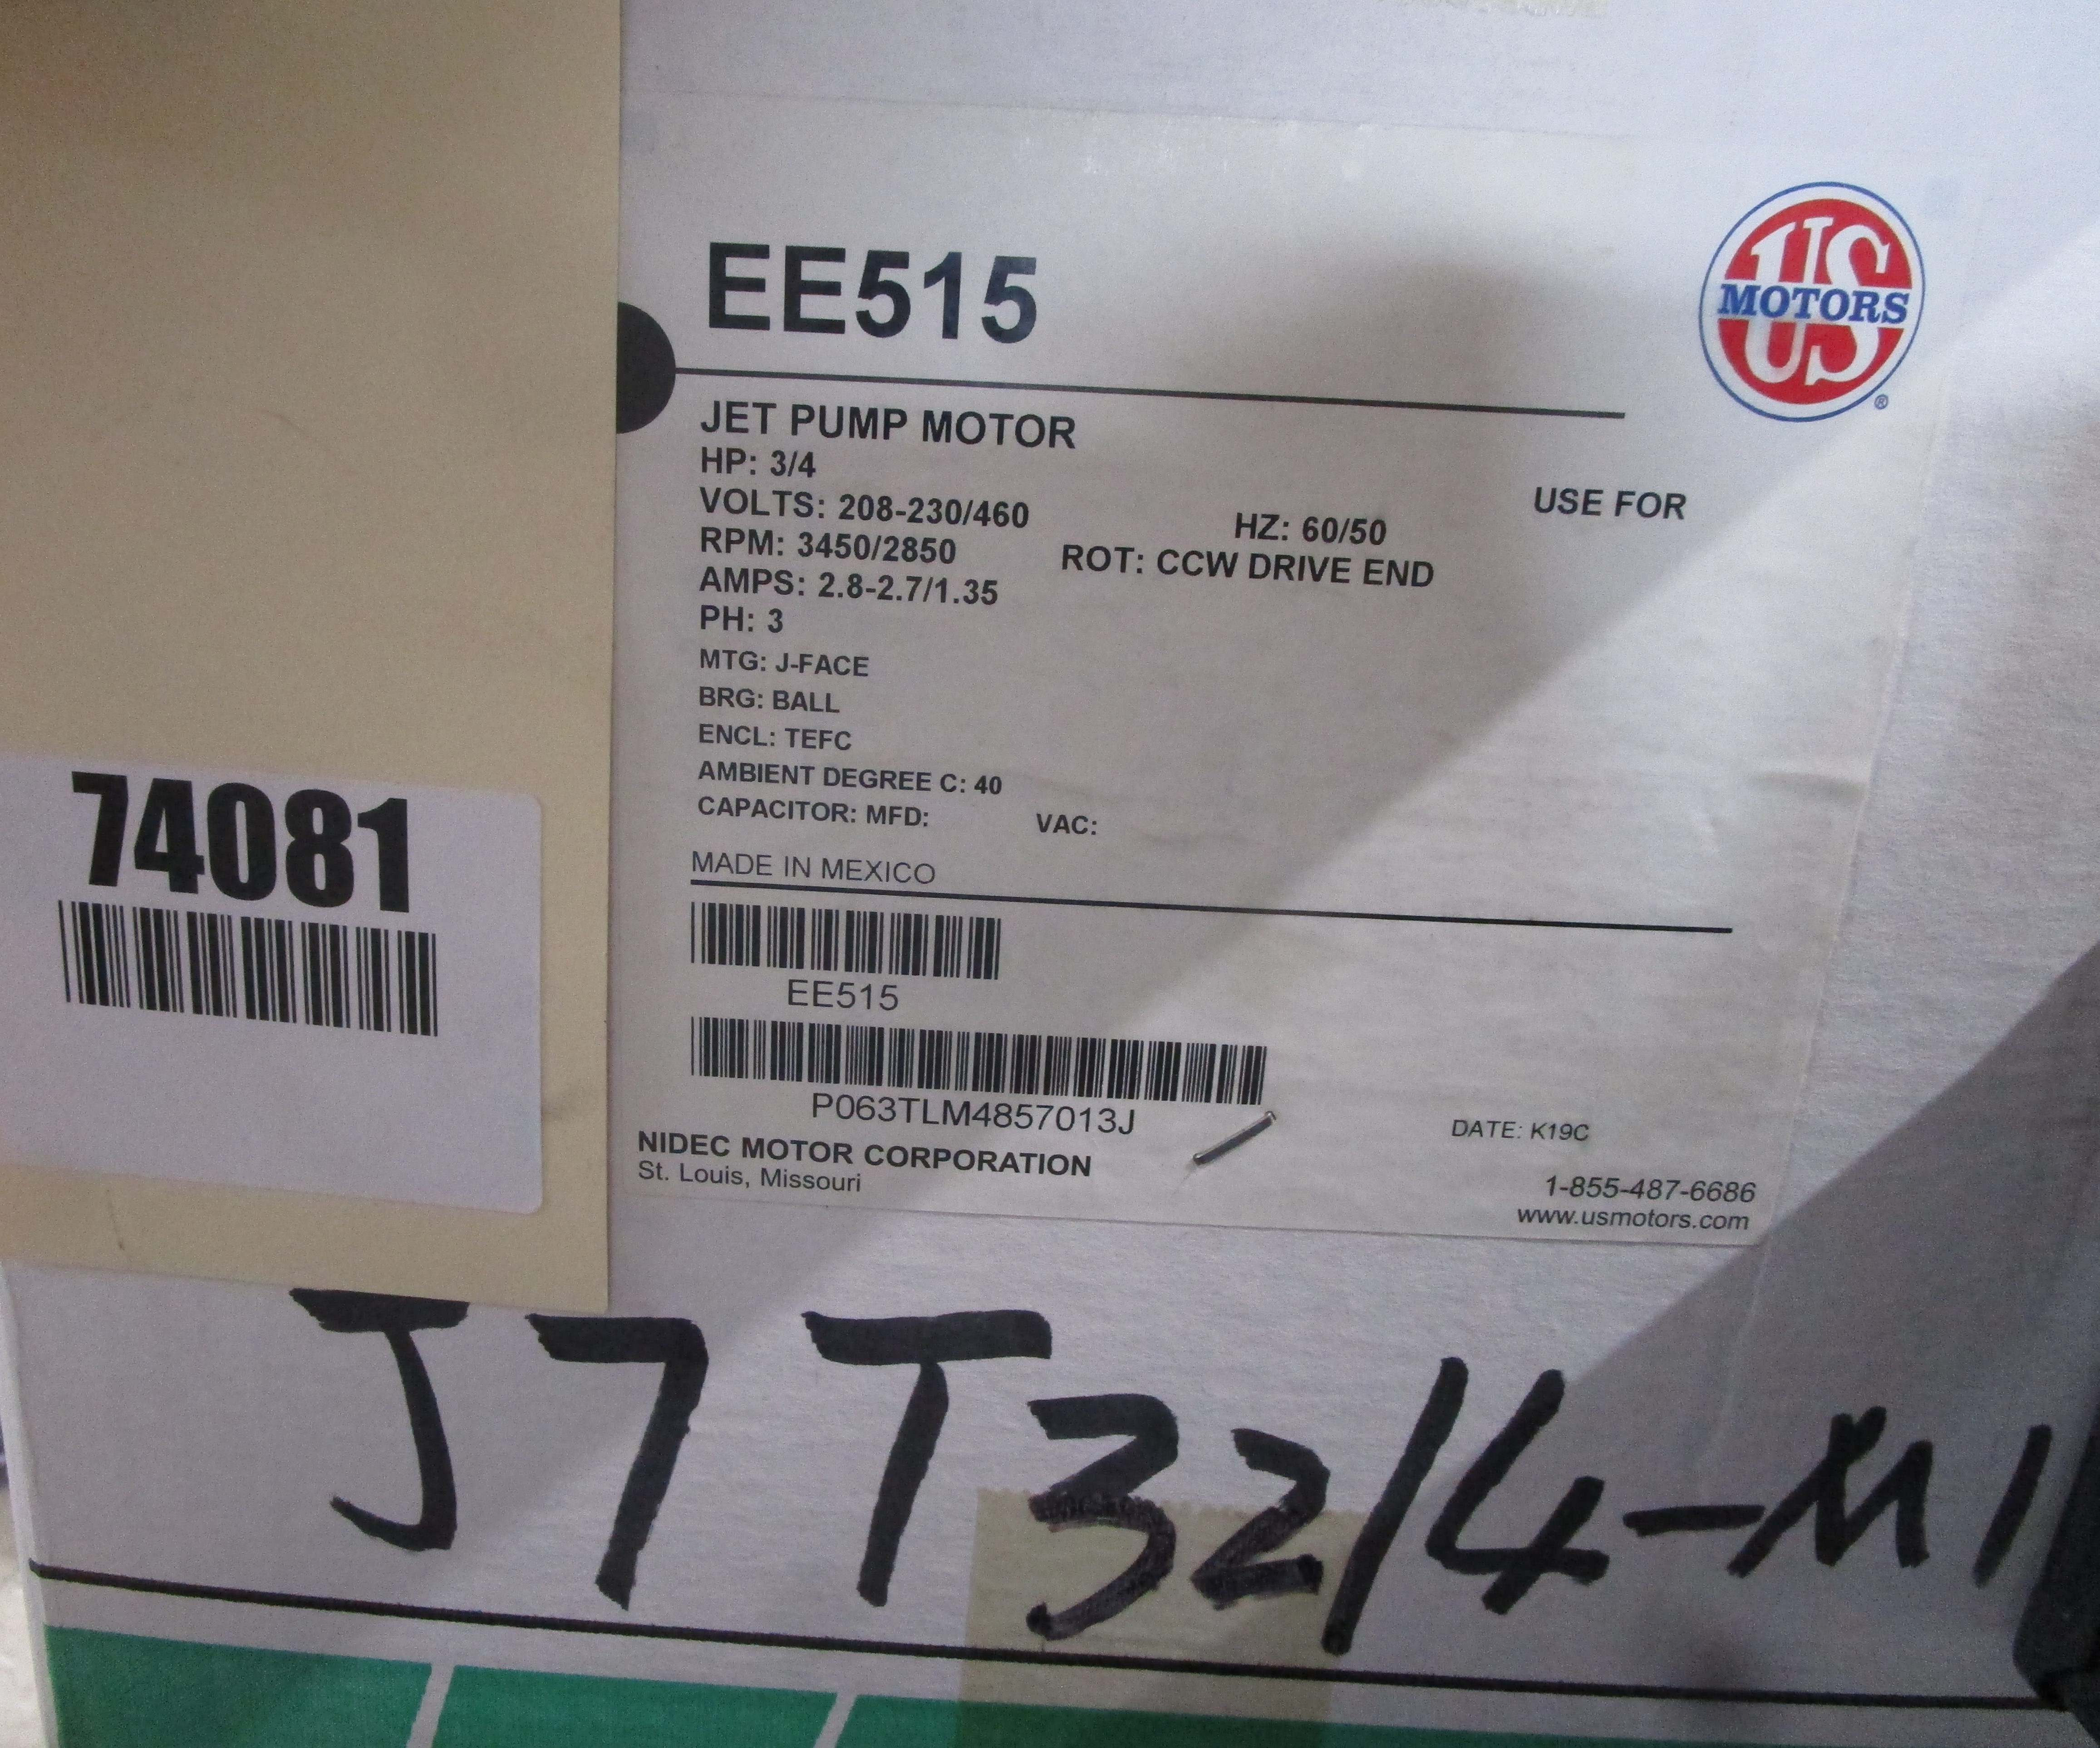 EE515
US
MOTORS
®
JET PUMP MOTOR
HP: 3/4
VOLTS: 208-230/460 HZ: 60/50 USE FOR
RPM: 3450/2850 ROT: CCW DRIVE END
AMPS: 2.8-2.7/1.35
PH: 3
MTG: J-FACE
BRG: BALL
ENCL: TEFC
AMBIENT DEGREE C: 40
CAPACITOR: MFD: VAC:
MADE IN MEXICO
EE515
P063TLM4857013J
NIDEC MOTOR CORPORATION
St. Louis, Missouri
DATE: K19C
1-855-487-6686
www.usmotors.com
74081
J7T32/4-M1